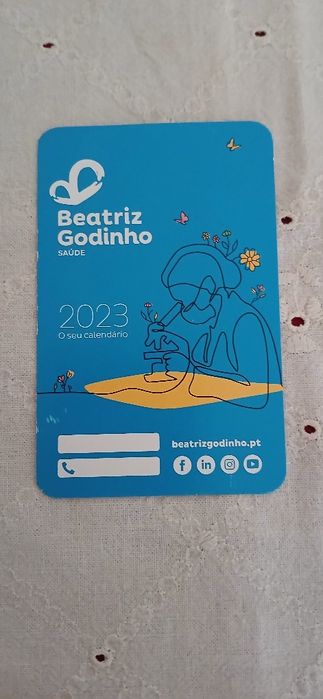 Beatriz
Godinho
SAÚDE
2023
O seu calendário
beatrizgodinho.pt